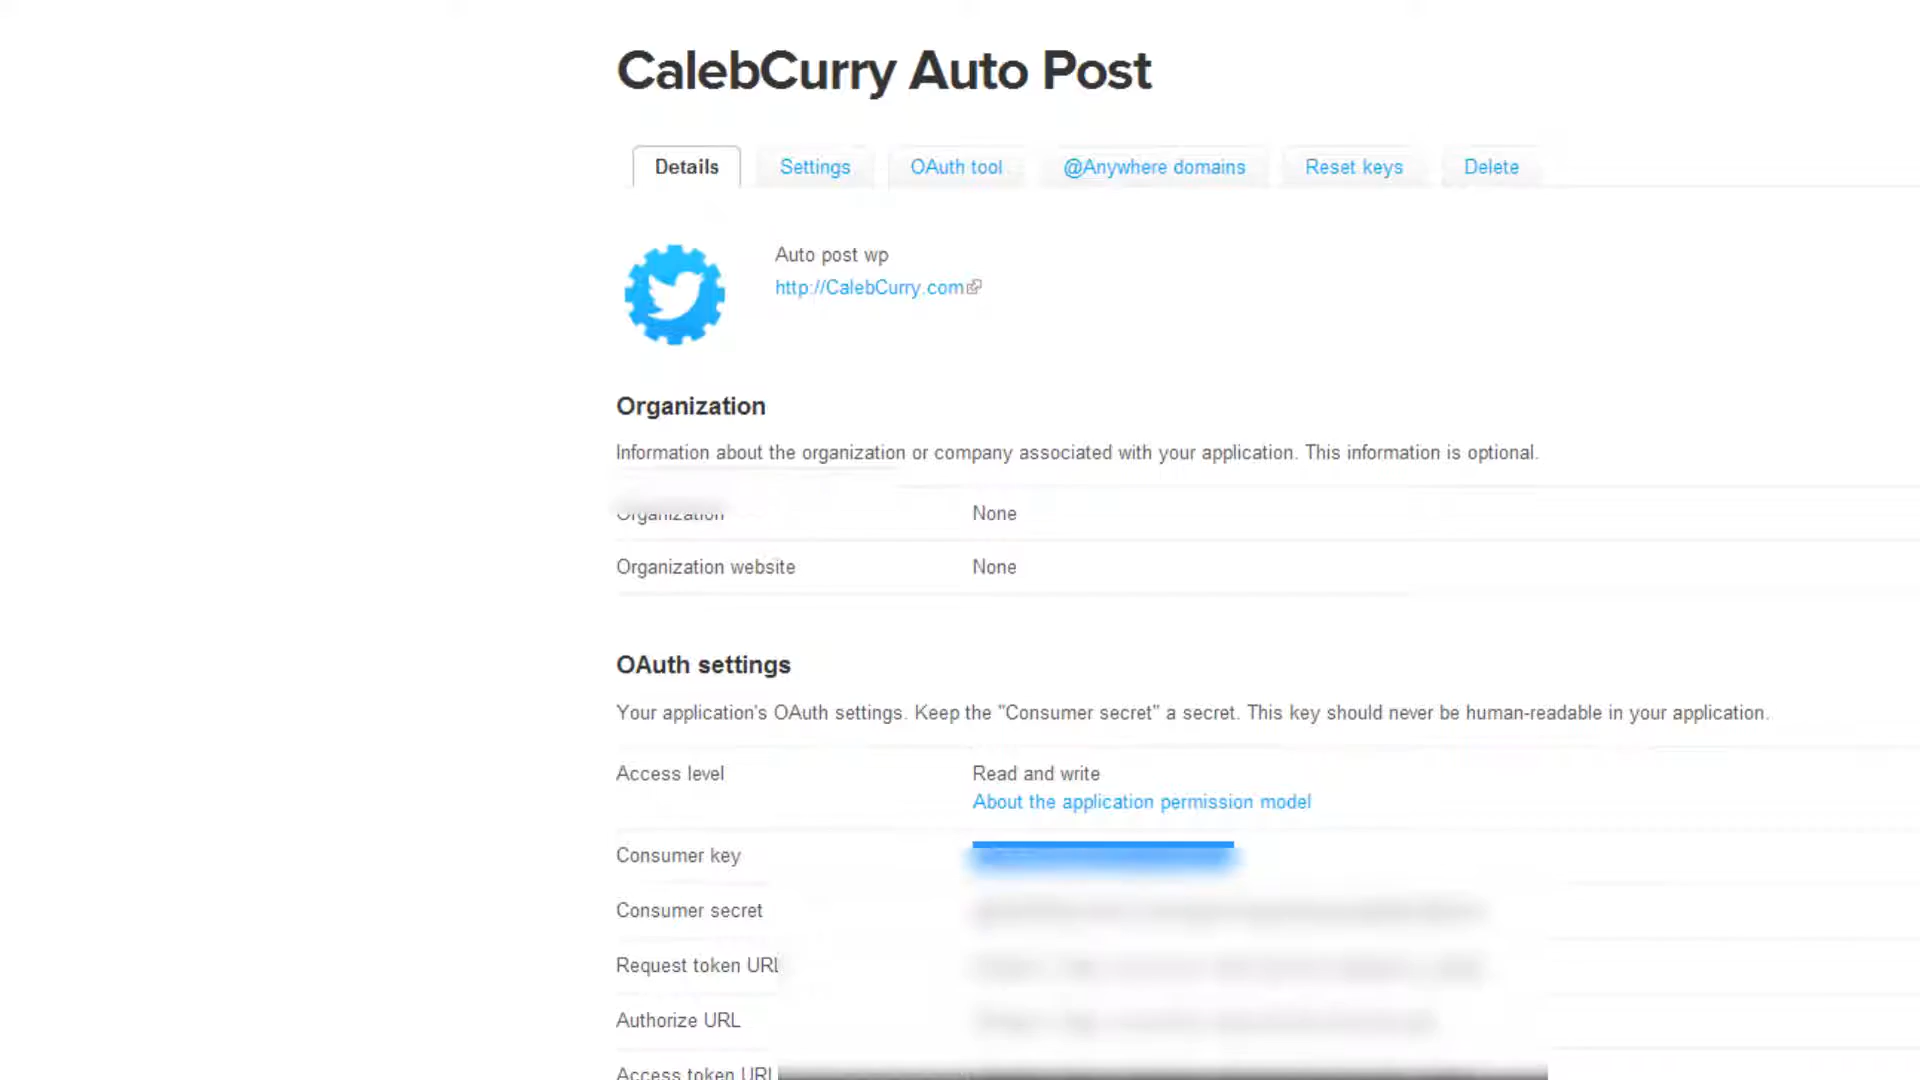 CalebCurry Auto Post
Details Settings OAuth tool @Anywhere domains Reset keys Delete
Auto post wp
http://CalebCurry.com
Organization
Information about the organization or company associated with your application. This information is optional.
Organization None
Organization website None
OAuth settings
Your application's OAuth settings. Keep the "Consumer secret" a secret. This key should never be human-readable in your application.
Access level Read and write
About the application permission model
Consumer key
Consumer secret
Request token URL
Authorize URL
Access token URL